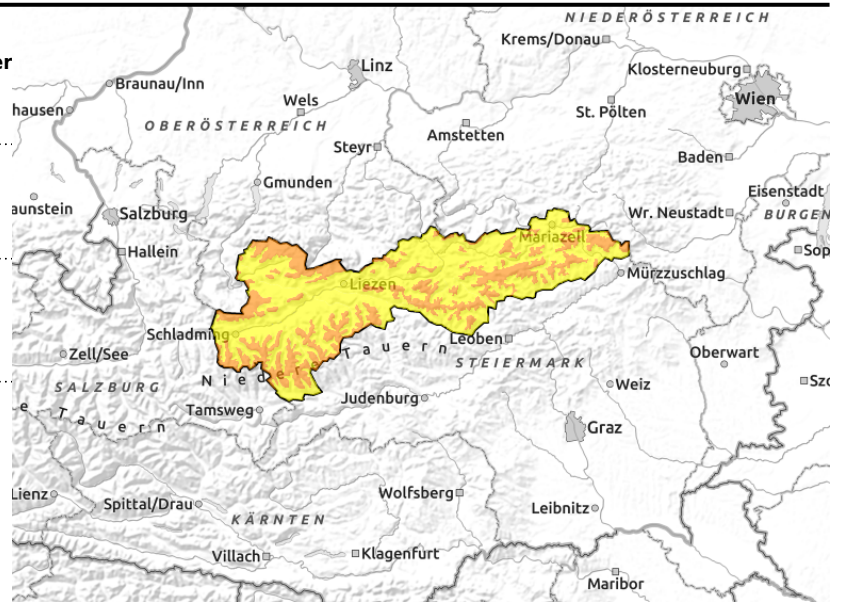 NIEDERÖSTERREICH
Krems/Donau
er
Linz
Klosterneuburg
Braunau/Inn
Wien
Wels
hausen
St. Pölten
OBERÖSTERREICH
Amstetten
Steyr
Baden
Gmunden
Eisenstadt
aunstein
Salzburg
Wr. Neustadt
BURGEN
Mariazell
Hallein
Sop
Mürzzuschlag
Liezen
Schladming
Leoben
Zell/See
Niedere Tauern
Oberwart
STEIERMARK
SALZBURG
Weiz
Szo
Judenburg
Tamsweg
e Tauern
Graz
Lienz
Wolfsberg
Spittal/Drau
Leibnitz
KÄRNTEN
Villach
Klagenfurt
Maribor